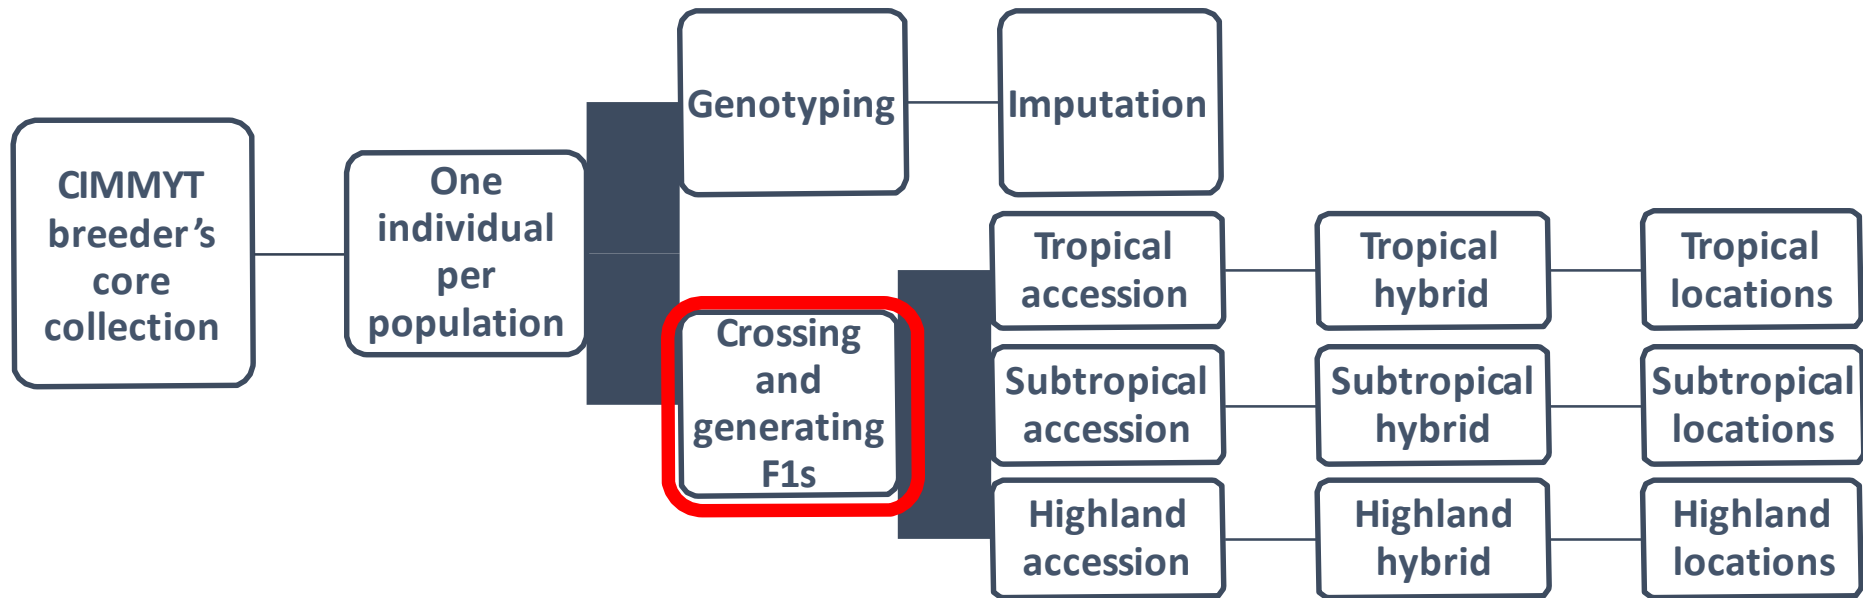 CIMMYT
breeder’s
core
collection
One
individual
per
population
Genotyping
Imputation
Crossing
and
generating
F1s
Tropical
accession
Tropical
hybrid
Tropical
locations
Subtropical
accession
Subtropical
hybrid
Subtropical
locations
Highland
accession
Highland
hybrid
Highland
locations